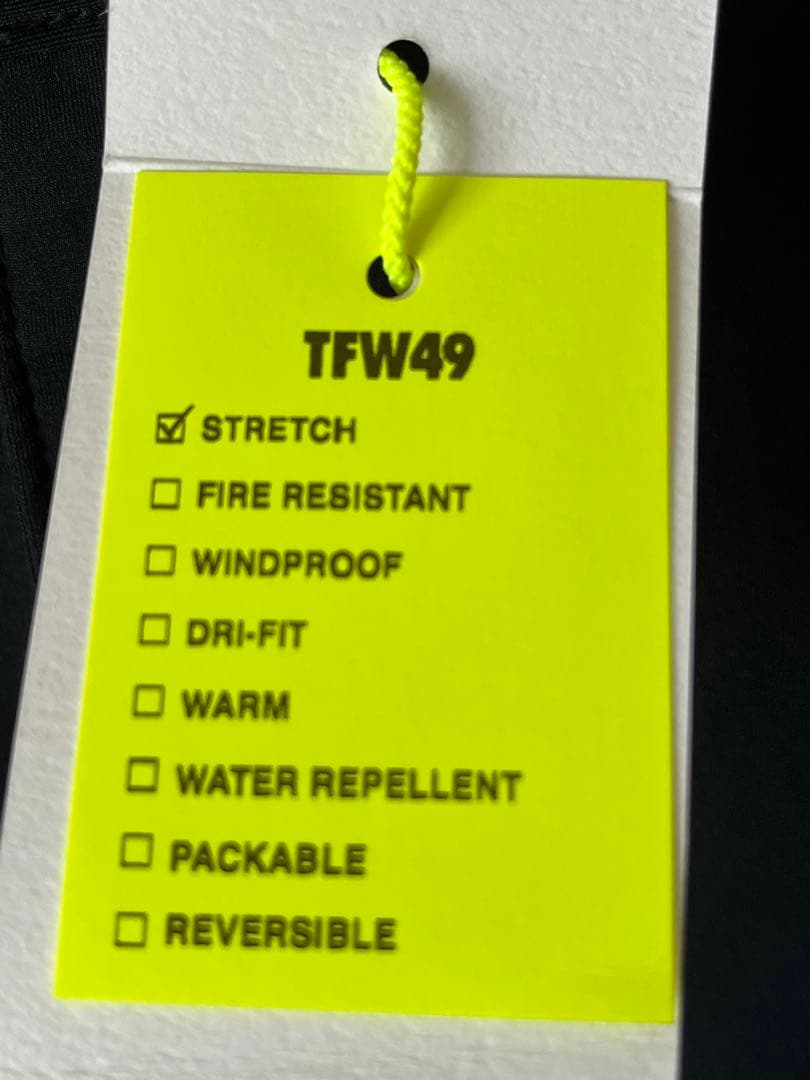 TFW49
☑ STRETCH
☐ FIRE RESISTANT
☐ WINDPROOF
☐ DRI-FIT
☐ WARM
☐ WATER REPELLENT
☐ PACKABLE
☐ REVERSIBLE